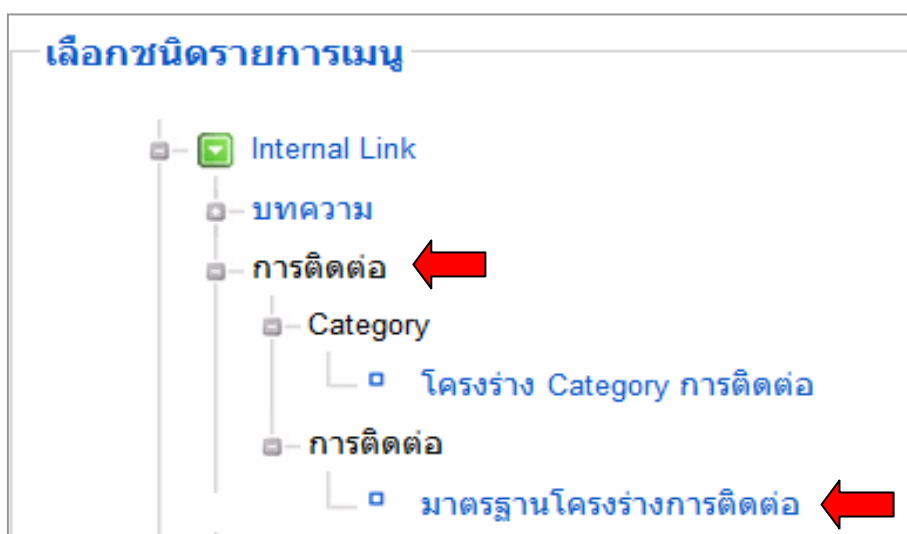 เลือกชนิดรายการเมนู
Internal Link
บทความ
การติดต่อ
Category
โครงร่าง Category การติดต่อ
การติดต่อ
มาตรฐานโครงร่างการติดต่อ